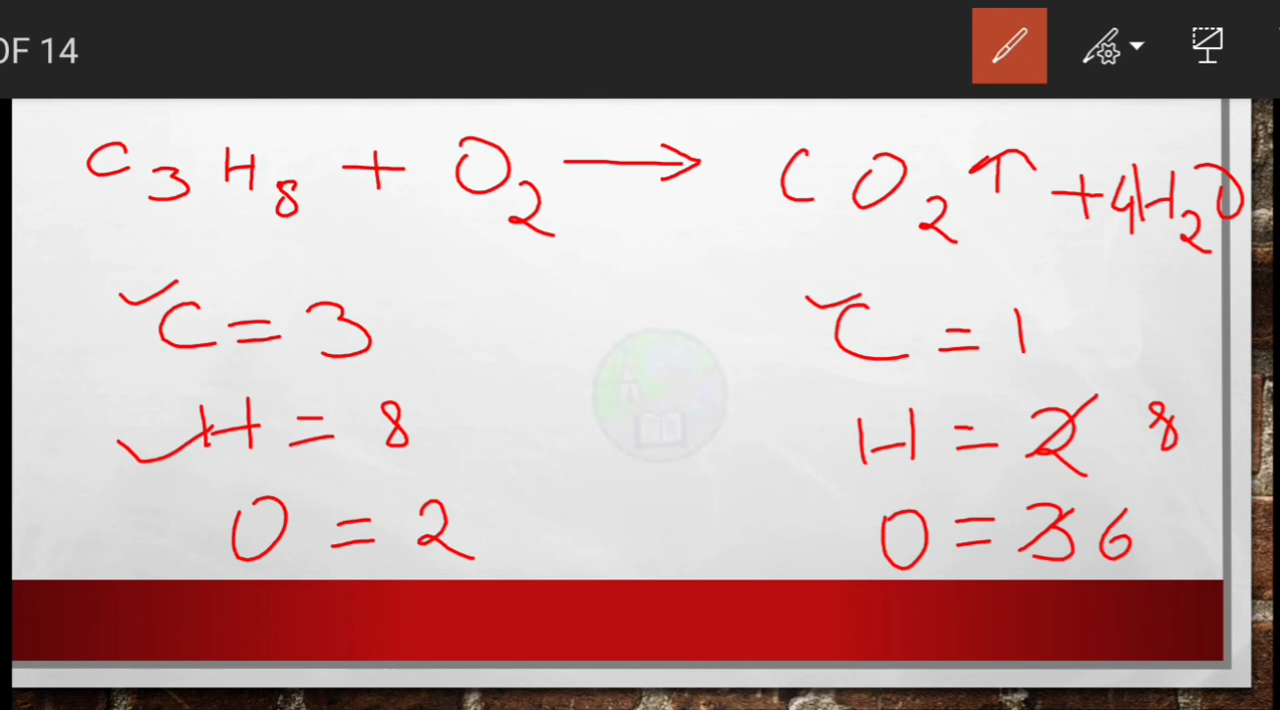 OF 14
C3H8 + O2 → CO2↑ + 4H2O
C = 3 C = 1
H = 8 H = 2 8
O = 2 O = 3 6